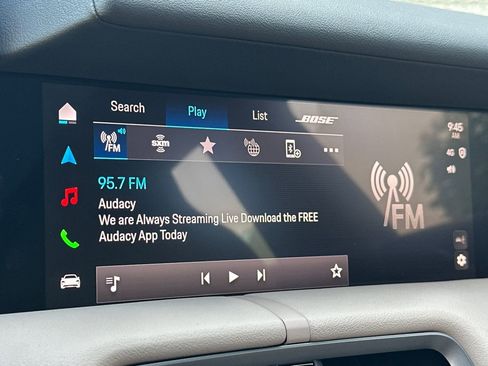 Search Play List BOSE
FM sxm
9:45
AM
4G
95.7 FM
Audacy
We are Always Streaming Live Download the FREE
Audacy App Today
FM